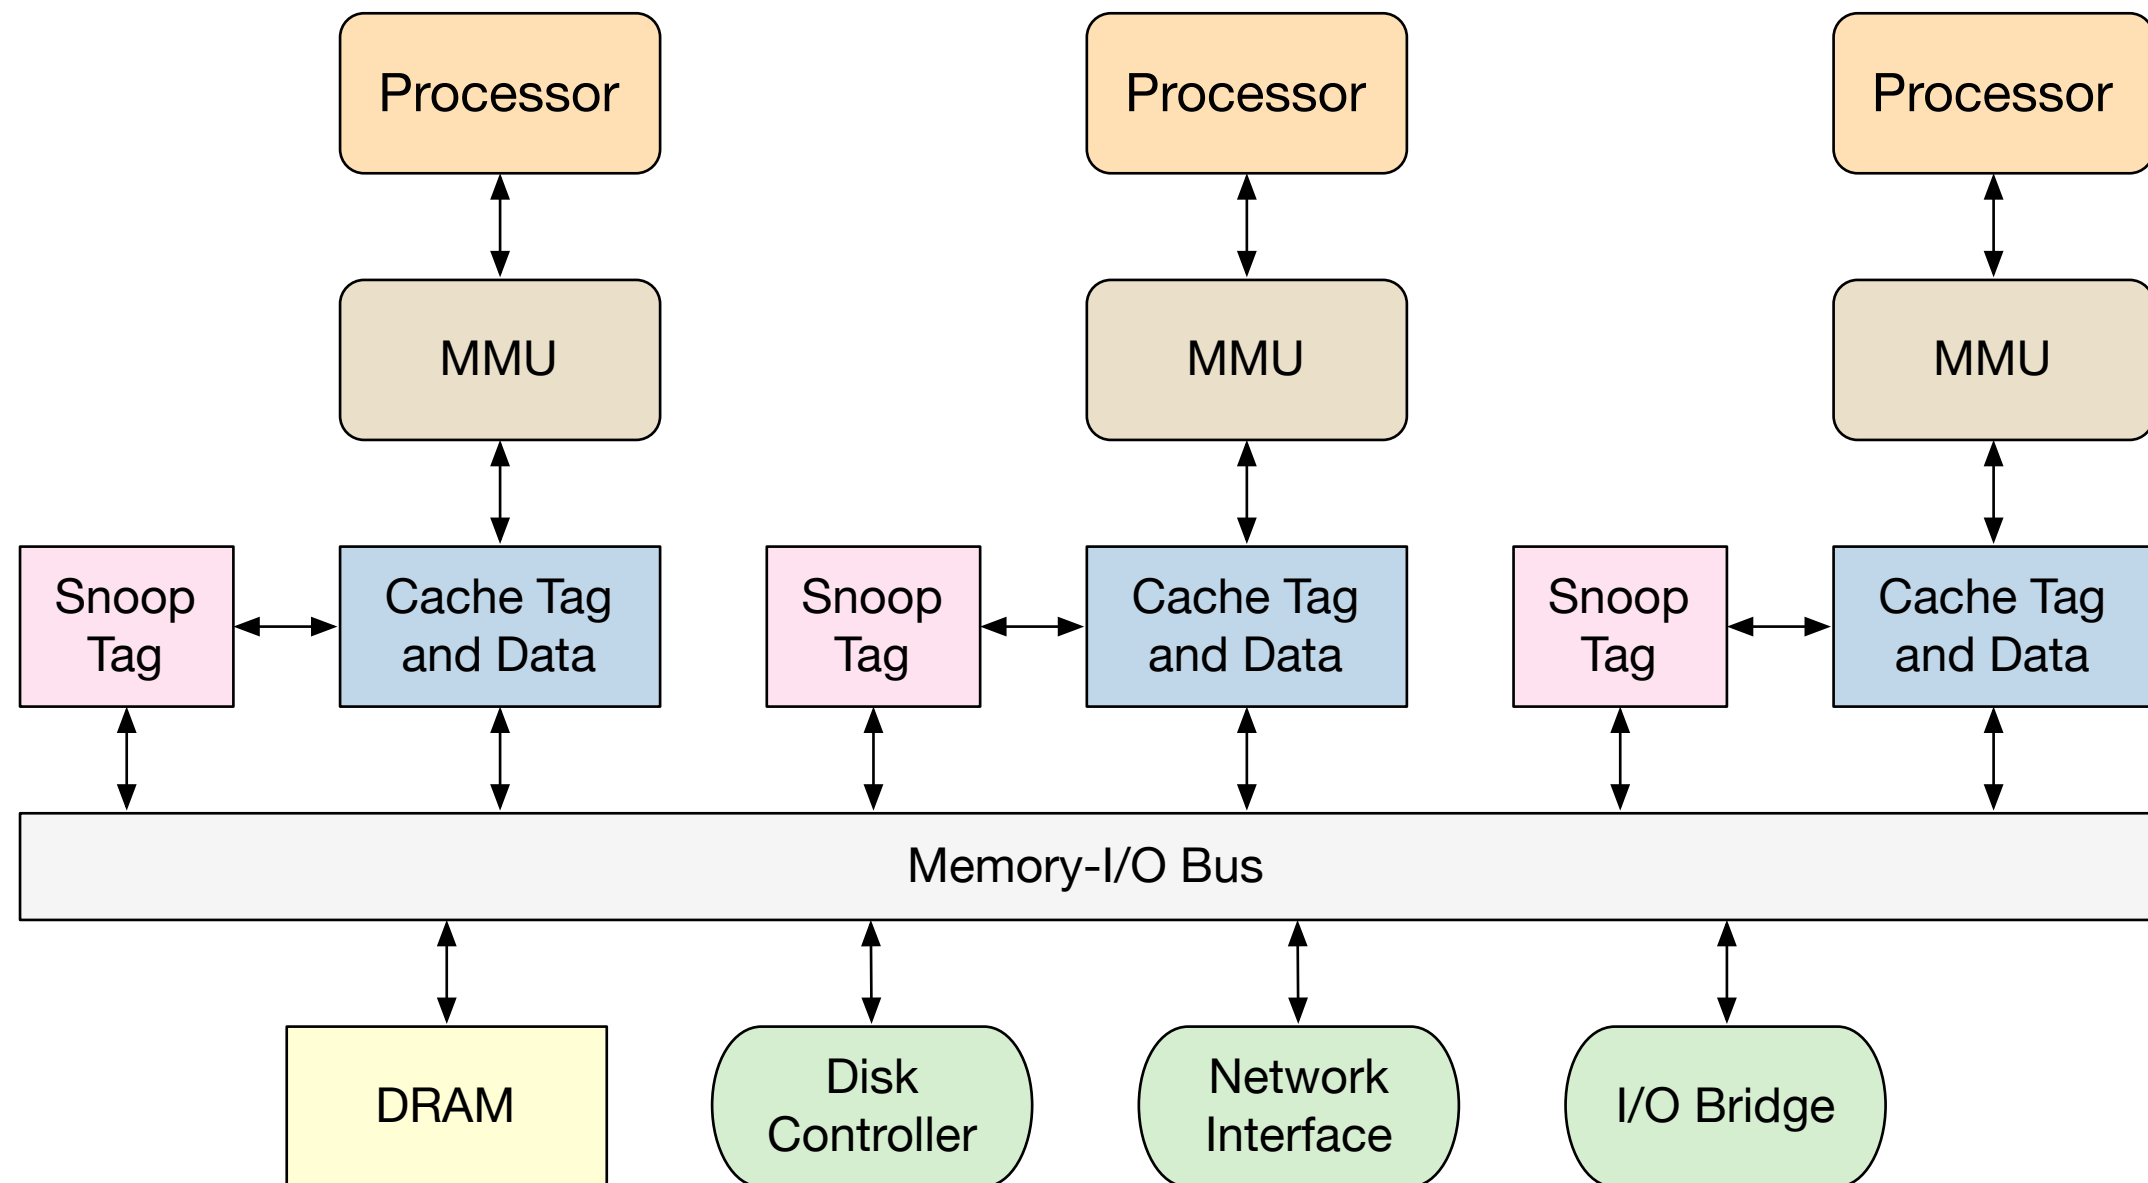 Processor
Processor
Processor
MMU
MMU
MMU
Snoop
Tag
Cache Tag
and Data
Snoop
Tag
Cache Tag
and Data
Snoop
Tag
Cache Tag
and Data
Memory-I/O Bus
DRAM
Disk
Controller
Network
Interface
I/O Bridge